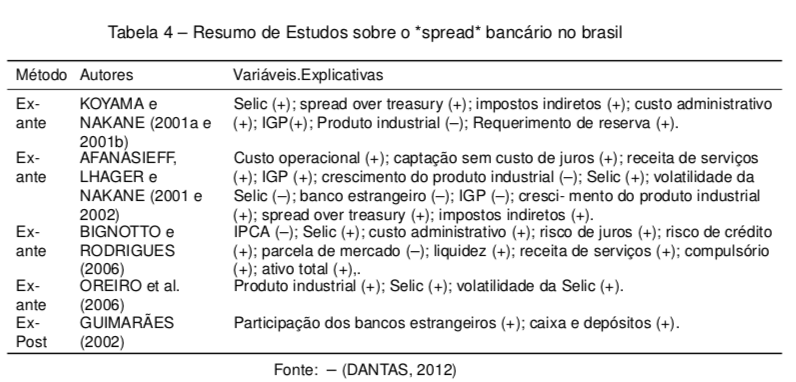 Tabela 4 – Resumo de Estudos sobre o *spread* bancário no brasil
Método Autores Variáveis.Explicativas
Ex- KOYAMA e Selic (+); spread over treasury (+); impostos indiretos (+); custo administrativo
ante NAKANE (2001a e (+); IGP(+); Produto industrial (–); Requerimento de reserva (+).
2001b)
Ex- AFANASIEFF, Custo operacional (+); captação sem custo de juros (+); receita de serviços
ante LHAGER e (+); IGP (+); crescimento do produto industrial (–); Selic (+); volatilidade da
NAKANE (2001 e Selic (–); banco estrangeiro (–); IGP (–); cresci- mento do produto industrial
2002) (+); spread over treasury (+); impostos indiretos (+).
Ex- BIGNOTTO e IPCA (–); Selic (+); custo administrativo (+); risco de juros (+); risco de crédito
ante RODRIGUES (+); parcela de mercado (–); liquidez (+); receita de serviços (+); compulsório
(2006) (+); ativo total (+),.
Ex- OREIRO et al. Produto industrial (+); Selic (+); volatilidade da Selic (+).
ante (2006)
Ex- GUIMARÃES Participação dos bancos estrangeiros (+); caixa e depósitos (+).
Post (2002)
Fonte: – (DANTAS, 2012)